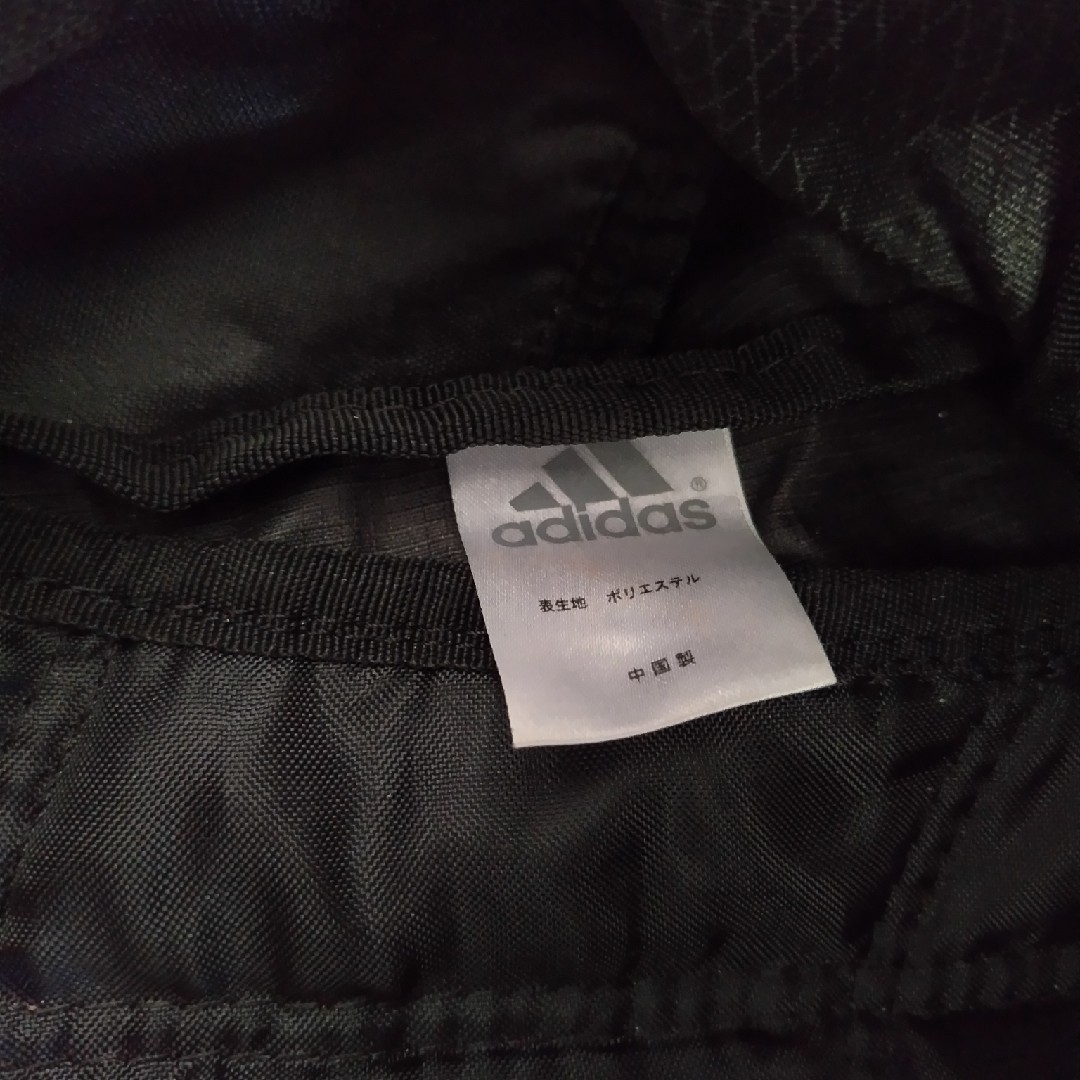 adidas®
表生地　ポリエステル
中国製